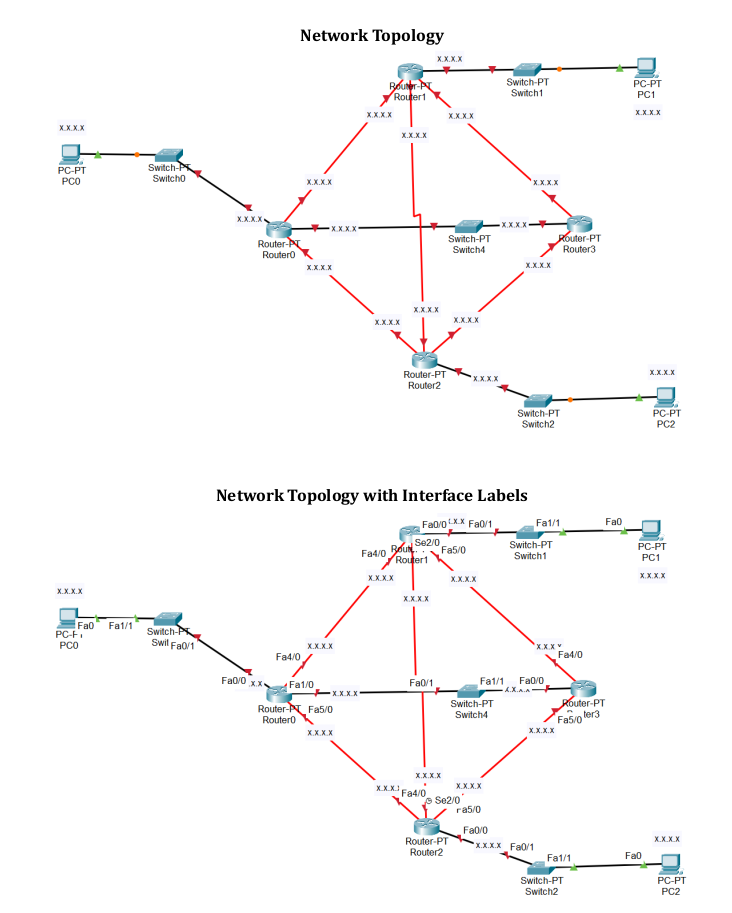 Network Topology
X.X.X.X
Router-PT
Router1
Switch-PT
Switch1
PC-PT
PC1
X.X.X.X
X.X.X.X
X.X.X.X
X.X.X.X
X.X.X.X
PC-PT
PC0
Switch-PT
Switch0
X.X.X.X
X.X.X.X
X.X.X.X
Router-PT
Router0
X.X.X.X
Switch-PT
Switch4
X.X.X.X
Router-PT
Router3
X.X.X.X
X.X.X.X
X.X.X.X
X.X.X.X
X.X.X.X
Router-PT
Router2
X.X.X.X
X.X.X.X
Switch-PT
Switch2
PC-PT
PC2
Network Topology with Interface Labels
Fa0/0
Fa0/1
Fa1/1
Fa0
Se2/0
Fa4/0
Fa5/0
Router1
Switch-PT
Switch1
PC-PT
PC1
X.X.X.X
X.X.X.X
X.X.X.X
X.X.X.X
X.X.X.X
Fa0
Fa1/1
PC0
Switch-PT
Fa0/1
X.X.X.X
Fa4/0
Fa4/0
Fa0/0
Fa1/0
X.X.X.X
Fa0/1
Fa1/1
Fa0/0
Router-PT
Router0
Fa5/0
Switch-PT
Switch4
Router-PT
Fa5/0
X.X.X.X
X.X.X.X
X.X.X.X
X.X.X.X
Fa4/0
Se2/0
Fa5/0
Router-PT
Router2
Fa0/0
X.X.X.X
Fa0/1
Fa1/1
Fa0
X.X.X.X
Switch-PT
Switch2
PC-PT
PC2